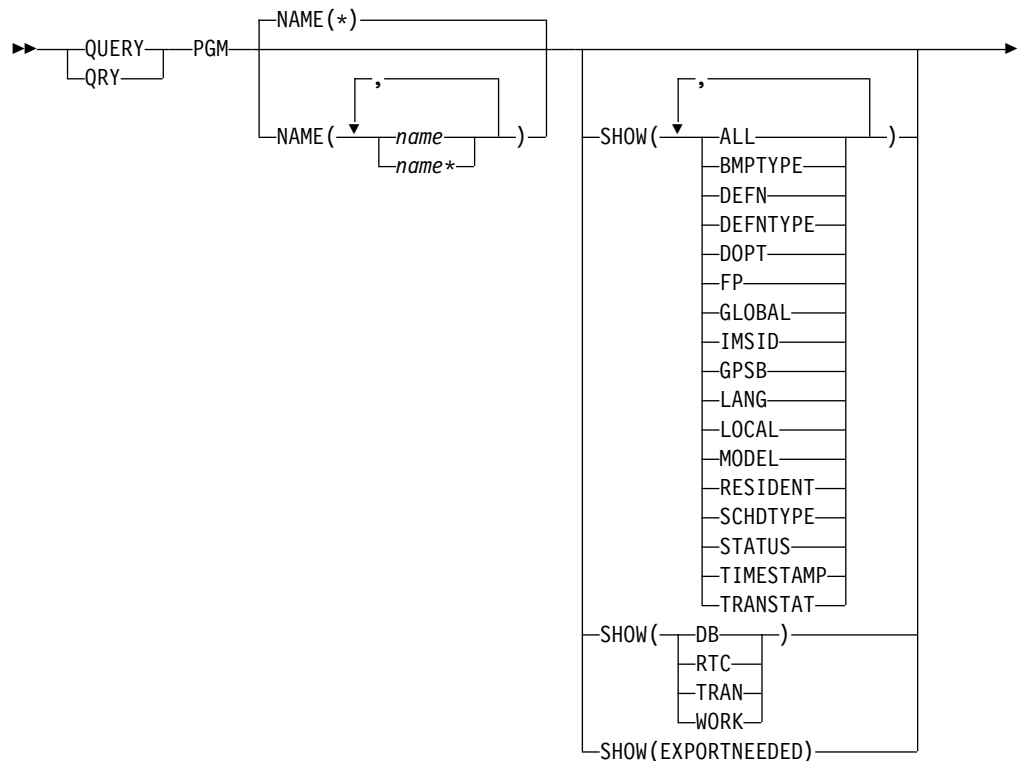 NAME(*)
QUERY PGM
QRY , ,
NAME( name ) SHOW( ALL )
name* BMPTYPE
DEFN
DEFNTYPE
DOPT
FP
GLOBAL
IMSID
GPSB
LANG
LOCAL
MODEL
RESIDENT
SCHDTYPE
STATUS
TIMESTAMP
TRANSTAT
SHOW( DB )
RTC
TRAN
WORK
SHOW(EXPORTNEEDED)